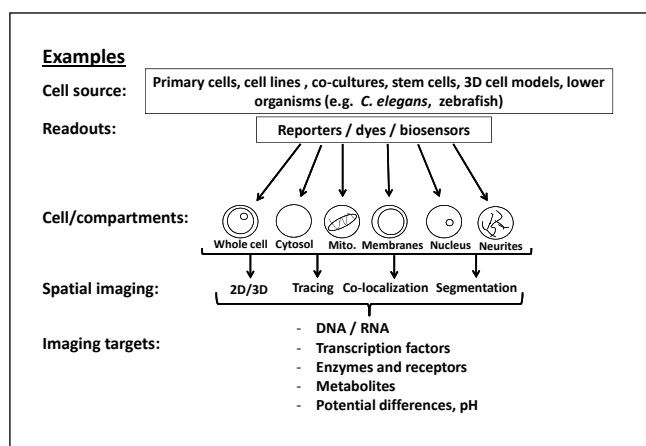 Examples
Cell source: Primary cells, cell lines , co-cultures, stem cells, 3D cell models, lower
organisms (e.g. C. elegans, zebrafish)
Readouts: Reporters / dyes / biosensors
Cell/compartments:
Whole cell Cytosol Mito. Membranes Nucleus Neurites
Spatial imaging: 2D/3D Tracing Co-localization Segmentation
- DNA / RNA
Imaging targets: - Transcription factors
- Enzymes and receptors
- Metabolites
- Potential differences, pH